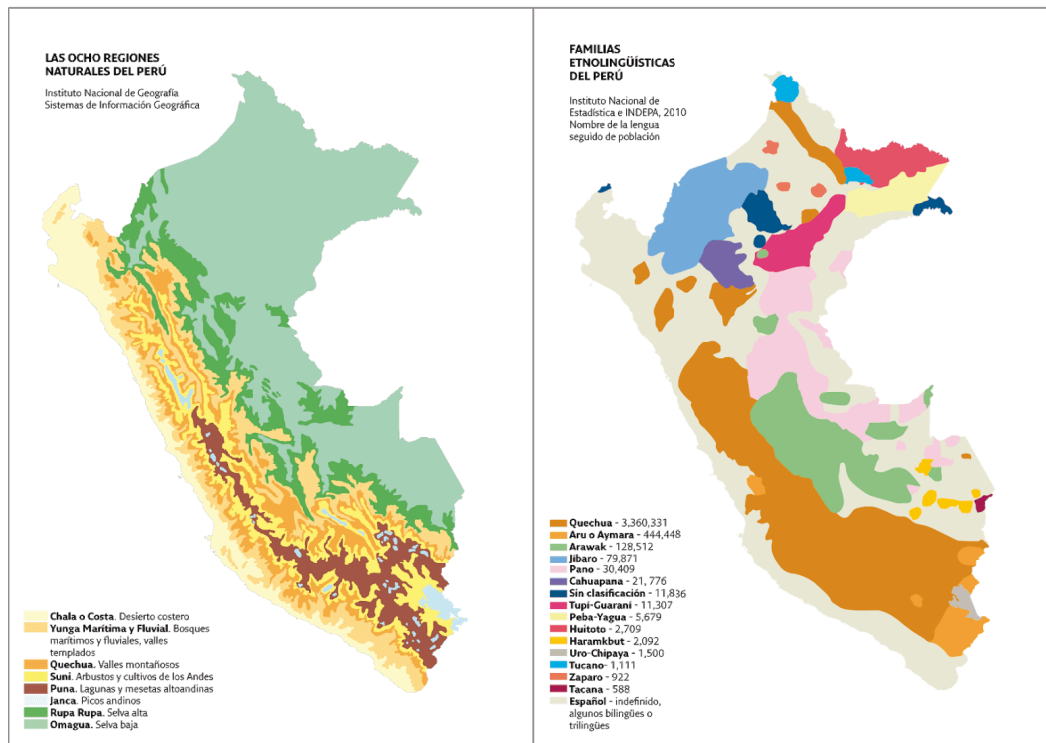 LAS OCHO REGIONES
NATURALES DEL PERÚ
Instituto Nacional de Geografía
Sistemas de Información Geográfica
Chala o Costa. Desierto costero
Yunga Marítima y Fluvial. Bosques
marítimos y fluviales, valles
templados
Quechua. Valles montañosos
Suni. Arbustos y cultivos de los Andes
Puna. Lagunas y mesetas altoandinas
Janca. Picos andinos
Rupa Rupa. Selva alta
Omagua. Selva baja
FAMILIAS
ETNOLINGÜÍSTICAS
DEL PERÚ
Instituto Nacional de
Estadística e INDEPA, 2010
Nombre de la lengua
seguido de población
Quechua - 3,360,331
Aru o Aymara - 444,448
Arawak - 128,512
Jíbaro - 79,871
Pano - 30,409
Cahuapana - 21, 776
Sin clasificación - 11,836
Tupí-Guaraní - 11,307
Peba-Yagua - 5,679
Huitoto - 2,709
Haramkbut - 2,092
Uro-Chipaya - 1,500
Tucano- 1,111
Zaparo - 922
Tacana - 588
Español - indefinido,
algunos bilingües o
trilingües